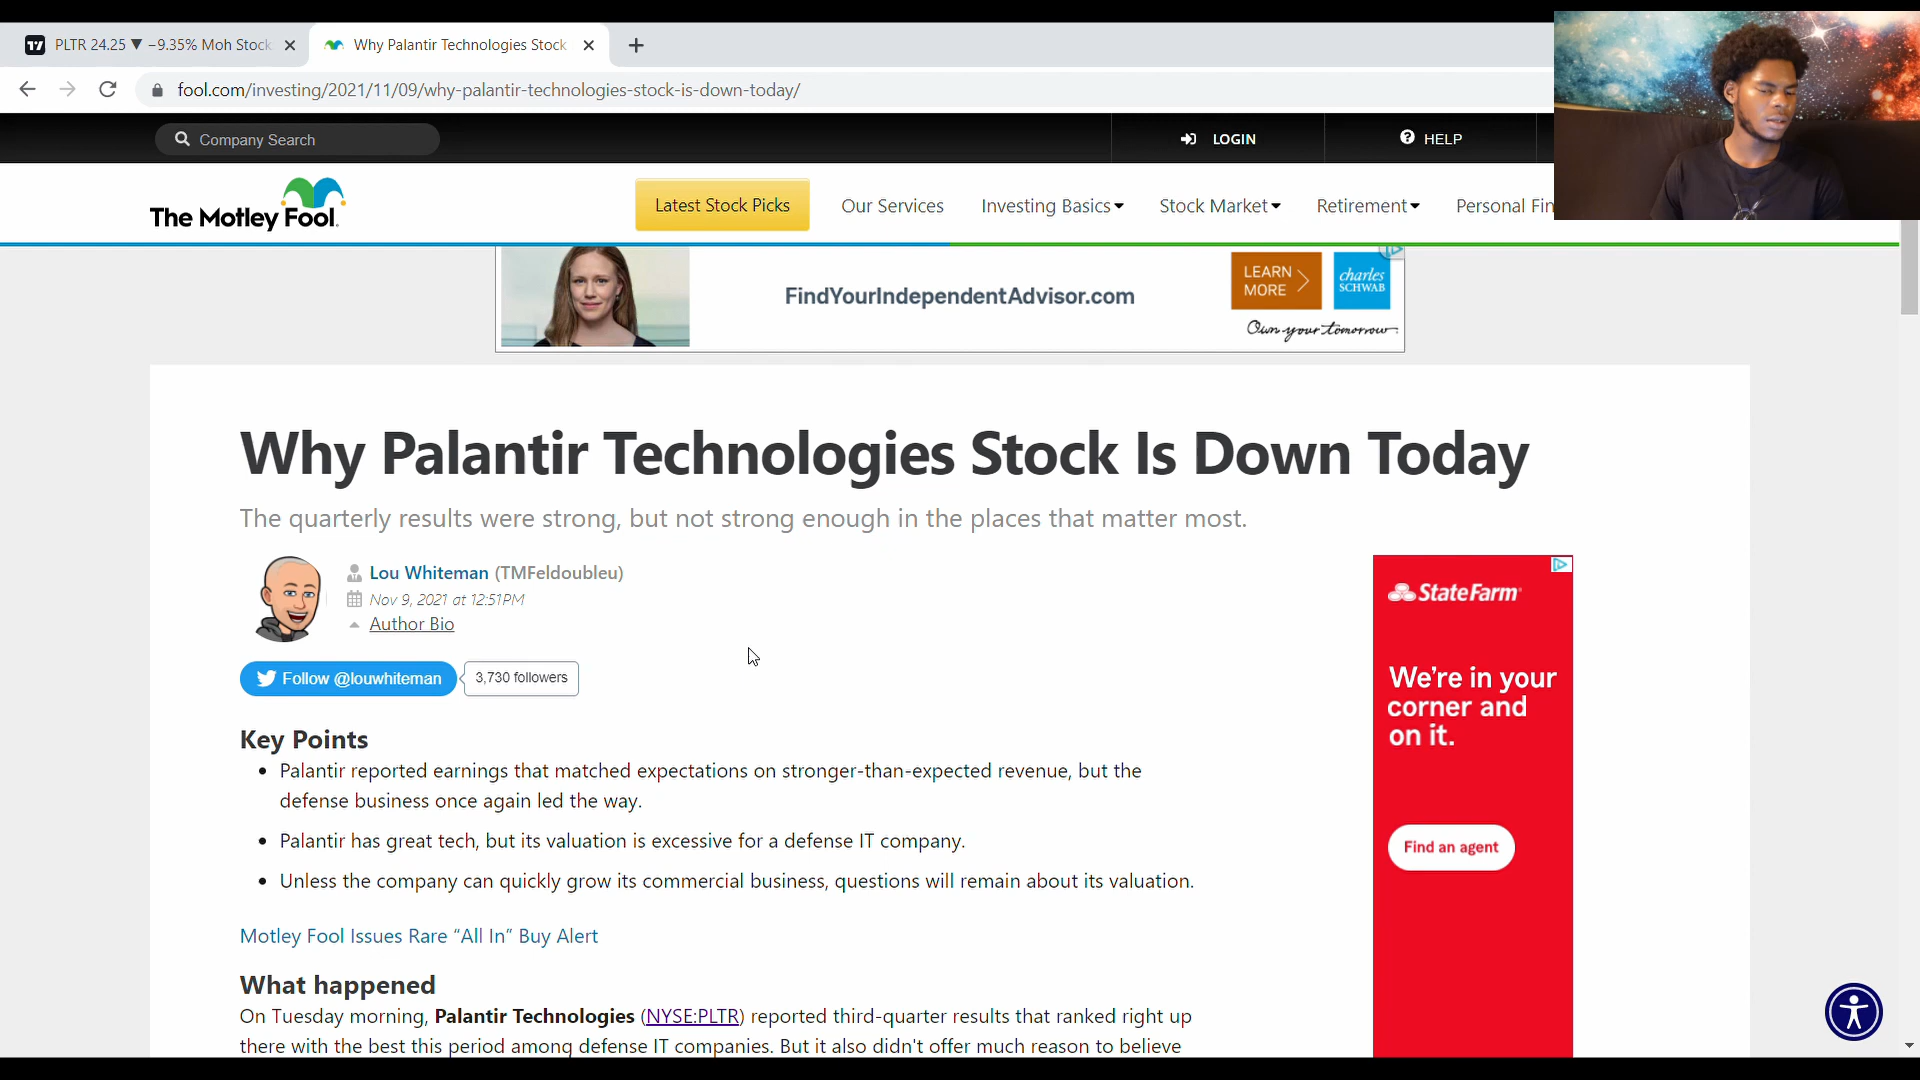 PLTR 24.25 ▼ −9.35% Moh Stock
Why Palantir Technologies Stock
fool.com/investing/2021/11/09/why-palantir-technologies-stock-is-down-today/
Company Search
LOGIN
HELP
The Motley Fool.
Latest Stock Picks
Our Services
Investing Basics
Stock Market
Retirement
Personal Fin
FindYourIndependentAdvisor.com
LEARN
MORE
charles
SCHWAB
Own your tomorrow
Why Palantir Technologies Stock Is Down Today
The quarterly results were strong, but not strong enough in the places that matter most.
Lou Whiteman (TMFeldoubleu)
Nov 9, 2021 at 12:51PM
Author Bio
Follow @louwhiteman
3,730 followers
Key Points
• Palantir reported earnings that matched expectations on stronger-than-expected revenue, but the
defense business once again led the way.
• Palantir has great tech, but its valuation is excessive for a defense IT company.
• Unless the company can quickly grow its commercial business, questions will remain about its valuation.
Motley Fool Issues Rare “All In” Buy Alert
What happened
On Tuesday morning, Palantir Technologies (NYSE:PLTR) reported third-quarter results that ranked right up
there with the best this period among defense IT companies. But it also didn't offer much reason to believe
StateFarm
We're in your
corner and
on it.
Find an agent